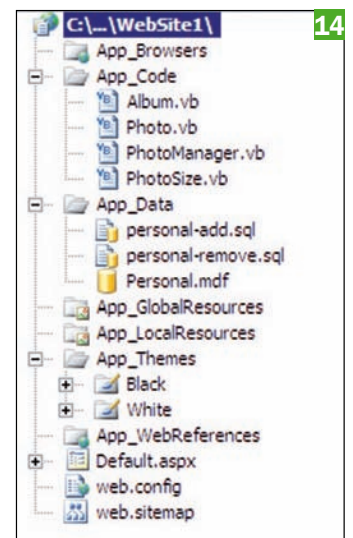 C:\...\WebSite1\
14
App_Browsers
App_Code
Album.vb
Photo.vb
PhotoManager.vb
PhotoSize.vb
App_Data
personal-add.sql
personal-remove.sql
Personal.mdf
App_GlobalResources
App_LocalResources
App_Themes
Black
White
App_WebReferences
Default.aspx
web.config
web.sitemap